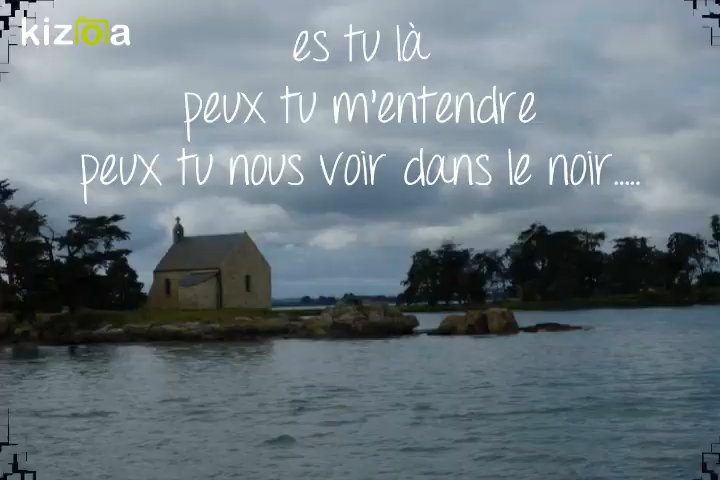 kizoa
es tu là
peux tu m'entendre
peux tu nous voir dans le noir.....